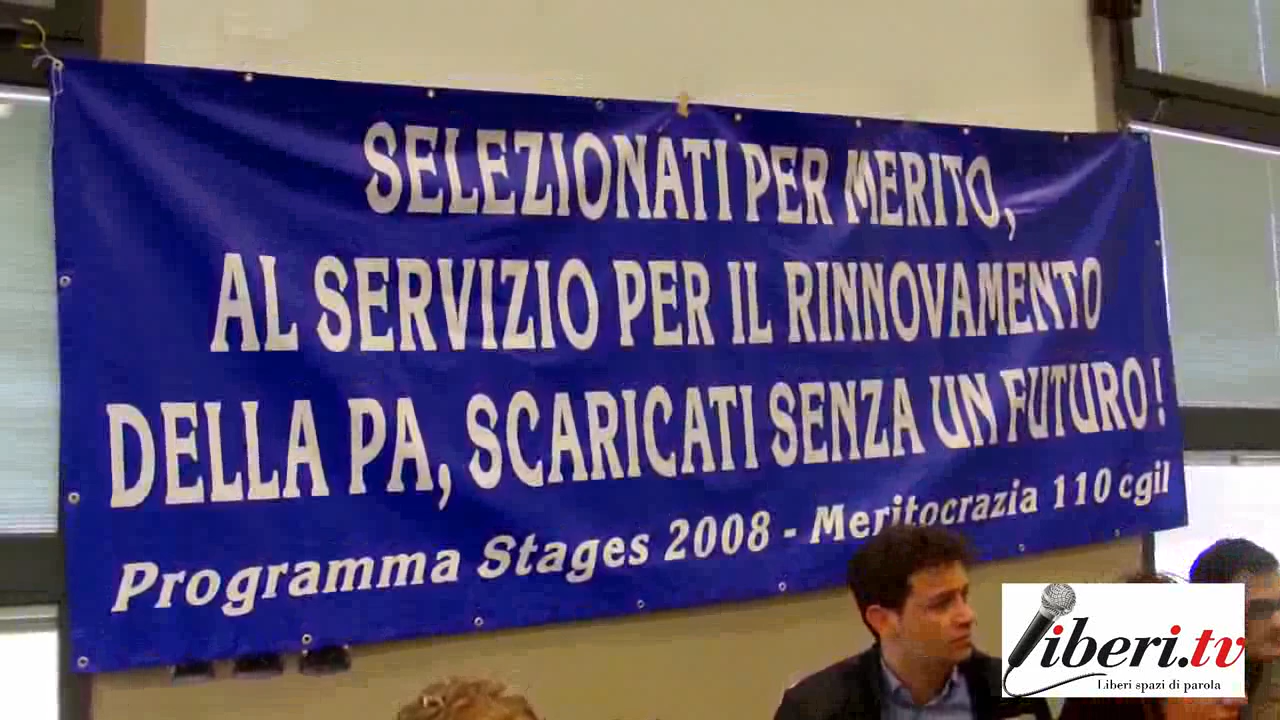 SELEZIONATI PER MERITO,
AL SERVIZIO PER IL RINNOVAMENTO
DELLA PA, SCARICATI SENZA UN FUTURO !
Programma Stages 2008 - Meritocrazia 110 cgil
liberi.tv
Liberi spazi di parola